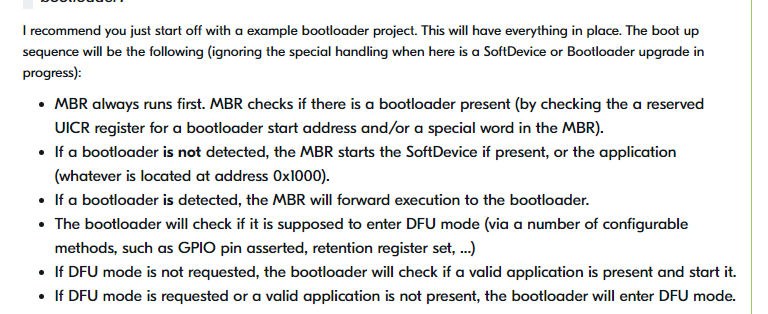 I recommend you just start off with a example bootloader project. This will have everything in place. The boot up
sequence will be the following (ignoring the special handling when here is a SoftDevice or Bootloader upgrade in
progress):
• MBR always runs first. MBR checks if there is a bootloader present (by checking the a reserved
UICR register for a bootloader start address and/or a special word in the MBR).
• If a bootloader is not detected, the MBR starts the SoftDevice if present, or the application
(whatever is located at address 0x1000).
• If a bootloader is detected, the MBR will forward execution to the bootloader.
• The bootloader will check if it is supposed to enter DFU mode (via a number of configurable
methods, such as GPIO pin asserted, retention register set, ...)
• If DFU mode is not requested, the bootloader will check if a valid application is present and start it.
• If DFU mode is requested or a valid application is not present, the bootloader will enter DFU mode.